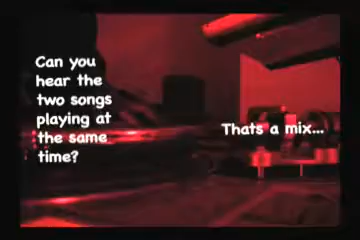 Can you
hear the
two songs
playing at
the same
time?
Thats a mix...